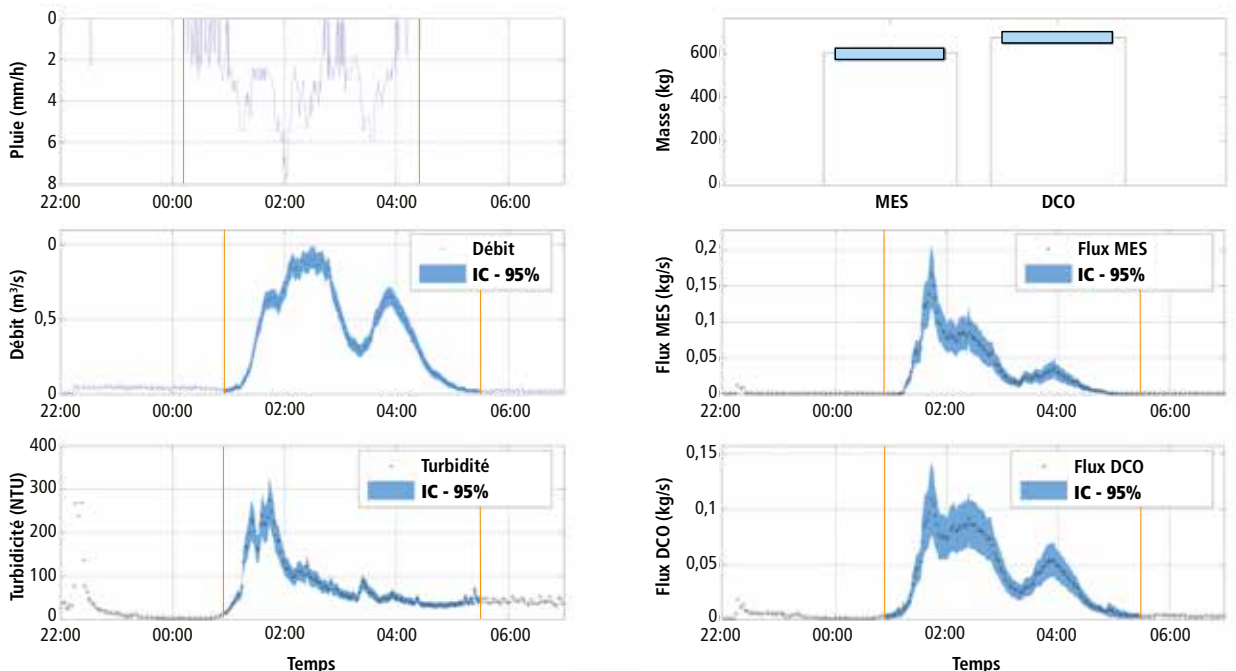 Pluie (mm/h)
0
2
4
6
8
22:00 00:00 02:00 04:00 06:00
Masse (kg)
600
400
200
0
MES DCO
Débit (m³/s)
0
0,5
0
Débit
IC - 95%
22:00 00:00 02:00 04:00 06:00
Flux MES (kg/s)
0,2
0,15
0,1
0,05
0
Flux MES
IC - 95%
22:00 00:00 02:00 04:00 06:00
Turbidicité (NTU)
400
300
200
100
0
Turbidité
IC - 95%
22:00 00:00 02:00 04:00 06:00
Temps
Flux DCO (kg/s)
0,15
0,1
0,05
0
Flux DCO
IC - 95%
22:00 00:00 02:00 04:00 06:00
Temps